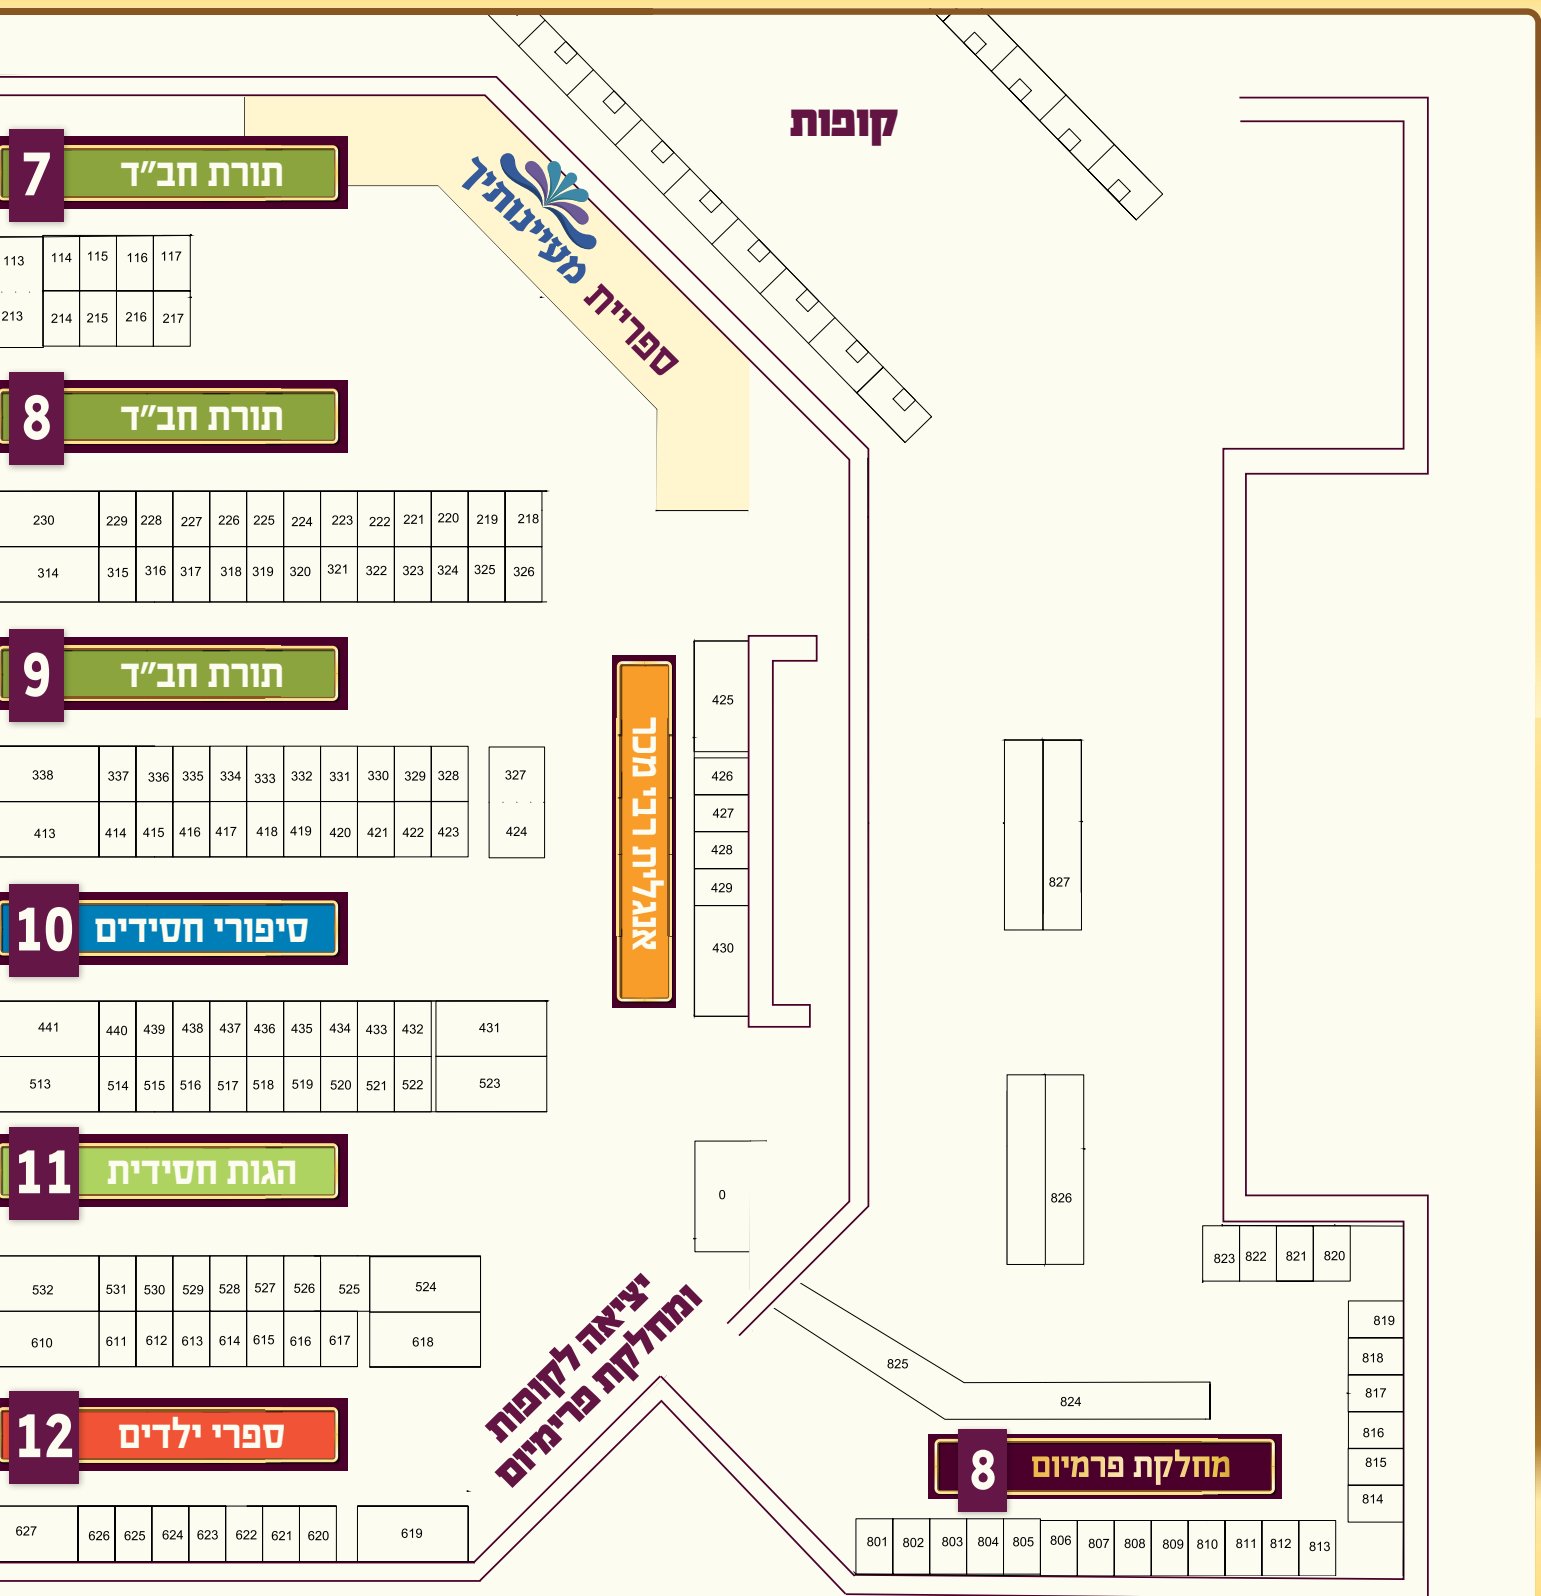 קופות
7 תורת חב״ד
ספריית מעיינותיך
113 114 115 116 117
213 214 215 216 217
8 תורת חב״ד
230 229 228 227 226 225 224 223 222 221 220 219 218
314 315 316 317 318 319 320 321 322 323 324 325 326
9 תורת חב״ד
338 337 336 335 334 333 332 331 330 329 328 327
413 414 415 416 417 418 419 420 421 422 423 424
אנגלית רבי מכר
425
426
427
428
429
430
827
10 סיפורי חסידים
441 440 439 438 437 436 435 434 433 432 431
513 514 515 516 517 518 519 520 521 522 523
11 הגות חסידית
0
826
823 822 821 820
532 531 530 529 528 527 526 525 524
610 611 612 613 614 615 616 617 618
יציאה לקופות
ומחלקת פרימיום
825
824
819
818
817
816
815
814
12 ספרי ילדים
8 מחלקת פרמיום
627 626 625 624 623 622 621 620 619
801 802 803 804 805 806 807 808 809 810 811 812 813